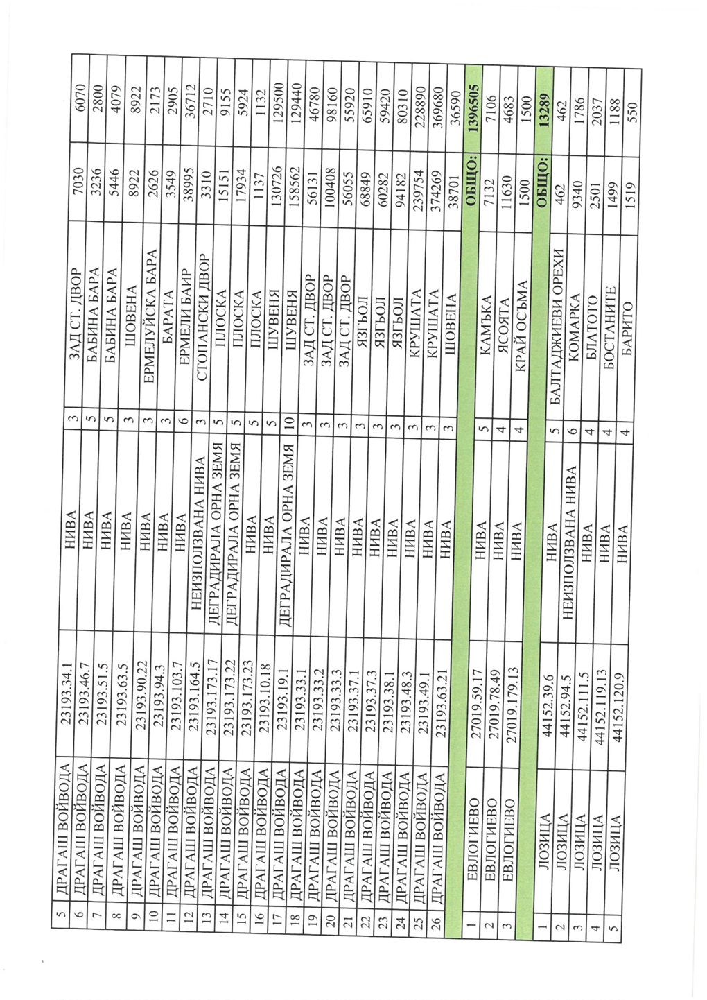 5 ДРАГАШ ВОЙВОДА 23193.34.1 НИВА 3 ЗАД СТ. ДВОР 7030 6070
6 ДРАГАШ ВОЙВОДА 23193.46.7 НИВА 5 БАБИНА БАРА 3236 2800
7 ДРАГАШ ВОЙВОДА 23193.51.5 НИВА 5 БАБИНА БАРА 5446 4079
8 ДРАГАШ ВОЙВОДА 23193.63.5 НИВА 3 ШОВЕНА 8922 8922
9 ДРАГАШ ВОЙВОДА 23193.90.22 НИВА 3 ЕРМЕЛУЙСКА БАРА 2626 2173
10 ДРАГАШ ВОЙВОДА 23193.94.3 НИВА 3 БАРАТА 3549 2905
11 ДРАГАШ ВОЙВОДА 23193.103.7 НИВА 6 ЕРМЕЛИ БАИР 38995 36712
12 ДРАГАШ ВОЙВОДА 23193.164.5 НЕИЗПОЛЗВАНА НИВА 3 СТОПАНСКИ ДВОР 3310 2710
13 ДРАГАШ ВОЙВОДА 23193.173.17 ДЕГРАДИРАЛА ОРНА ЗЕМЯ 5 ПЛОСКА 15151 9155
14 ДРАГАШ ВОЙВОДА 23193.173.22 ДЕГРАДИРАЛА ОРНА ЗЕМЯ 5 ПЛОСКА 17934 5924
15 ДРАГАШ ВОЙВОДА 23193.173.23 НИВА 5 ПЛОСКА 1137 1132
16 ДРАГАШ ВОЙВОДА 23193.10.18 НИВА 5 ШУВЕНЯ 130726 129500
17 ДРАГАШ ВОЙВОДА 23193.19.1 ДЕГРАДИРАЛА ОРНА ЗЕМЯ 10 ШУВЕНЯ 158562 129440
18 ДРАГАШ ВОЙВОДА 23193.33.1 НИВА 3 ЗАД СТ. ДВОР 56131 46780
19 ДРАГАШ ВОЙВОДА 23193.33.2 НИВА 3 ЗАД СТ. ДВОР 100408 98160
20 ДРАГАШ ВОЙВОДА 23193.33.3 НИВА 3 ЗАД СТ. ДВОР 56055 55920
21 ДРАГАШ ВОЙВОДА 23193.37.1 НИВА 3 ЯЗГЬОЛ 68849 65910
22 ДРАГАШ ВОЙВОДА 23193.37.3 НИВА 3 ЯЗГЬОЛ 60282 59420
23 ДРАГАШ ВОЙВОДА 23193.38.1 НИВА 3 ЯЗГЬОЛ 94182 80310
24 ДРАГАШ ВОЙВОДА 23193.48.3 НИВА 3 КРУШАТА 239754 228890
25 ДРАГАШ ВОЙВОДА 23193.49.1 НИВА 3 КРУШАТА 374269 369680
26 ДРАГАШ ВОЙВОДА 23193.63.21 НИВА 3 ШОВЕНА 38701 36590
ОБЩО: 1396505
1 ЕВЛОГИЕВО 27019.59.17 НИВА 5 КАМЪКА 7132 7106
2 ЕВЛОГИЕВО 27019.78.49 НИВА 4 ЯСОЯТА 11630 4683
3 ЕВЛОГИЕВО 27019.179.13 НИВА 4 КРАЙ ОСЪМА 1500 1500
ОБЩО: 13289
1 ЛОЗИЦА 44152.39.6 НИВА 5 БАЛТАДЖИЕВИ ОРЕХИ 462 462
2 ЛОЗИЦА 44152.94.5 НЕИЗПОЛЗВАНА НИВА 6 КОМАРКА 9340 1786
3 ЛОЗИЦА 44152.111.5 НИВА 4 БЛАТОТО 2501 2037
4 ЛОЗИЦА 44152.119.13 НИВА 4 БОСТАНИТЕ 1499 1188
5 ЛОЗИЦА 44152.120.9 НИВА 4 БАРИТО 1519 550